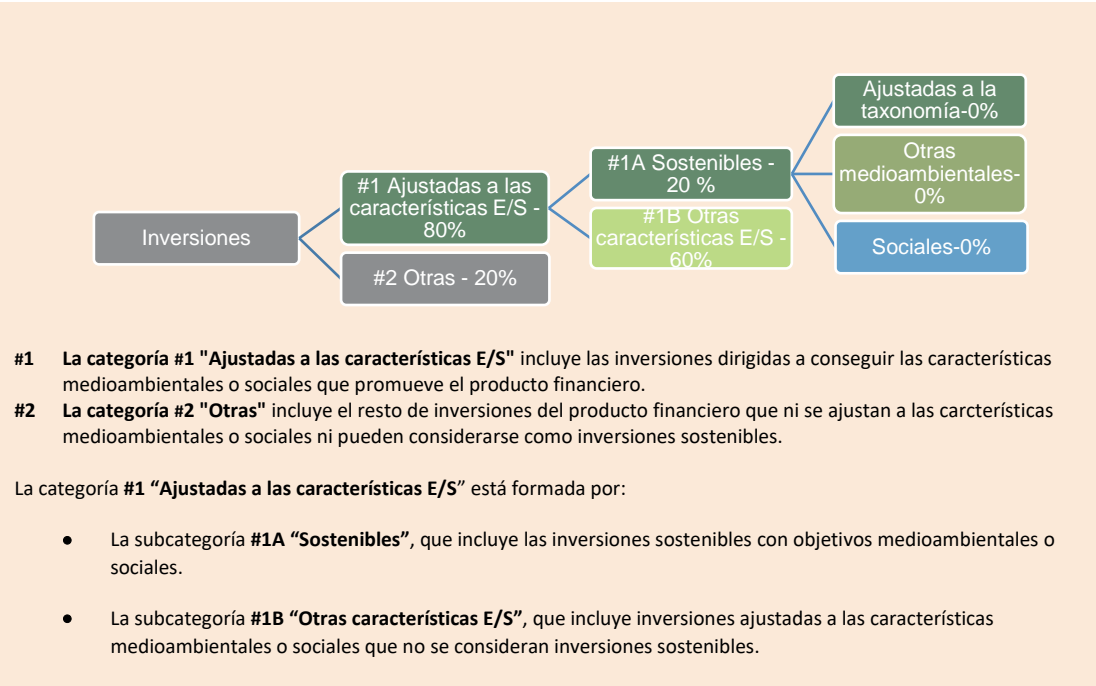 Inversiones
#1 Ajustadas a las
características E/S -
80%
#2 Otras - 20%
#1A Sostenibles -
20 %
#1B Otras
características E/S -
60%
Ajustadas a la
taxonomía-0%
Otras
medioambientales-
0%
Sociales-0%
#1 La categoría #1 "Ajustadas a las características E/S" incluye las inversiones dirigidas a conseguir las características
medioambientales o sociales que promueve el producto financiero.
#2 La categoría #2 "Otras" incluye el resto de inversiones del producto financiero que ni se ajustan a las carcterísticas
medioambientales o sociales ni pueden considerarse como inversiones sostenibles.
La categoría #1 “Ajustadas a las características E/S” está formada por:
● La subcategoría #1A “Sostenibles”, que incluye las inversiones sostenibles con objetivos medioambientales o
sociales.
● La subcategoría #1B “Otras características E/S”, que incluye inversiones ajustadas a las características
medioambientales o sociales que no se consideran inversiones sostenibles.